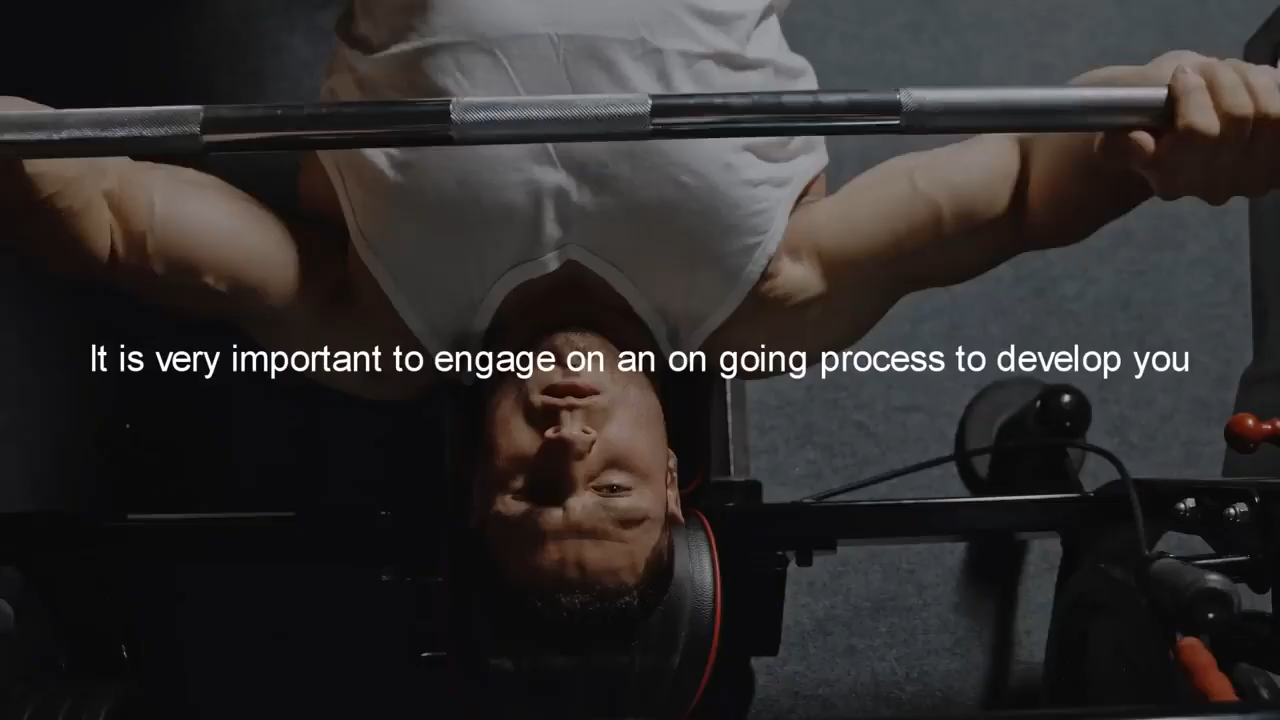 It is very important to engage on an on going process to develop you